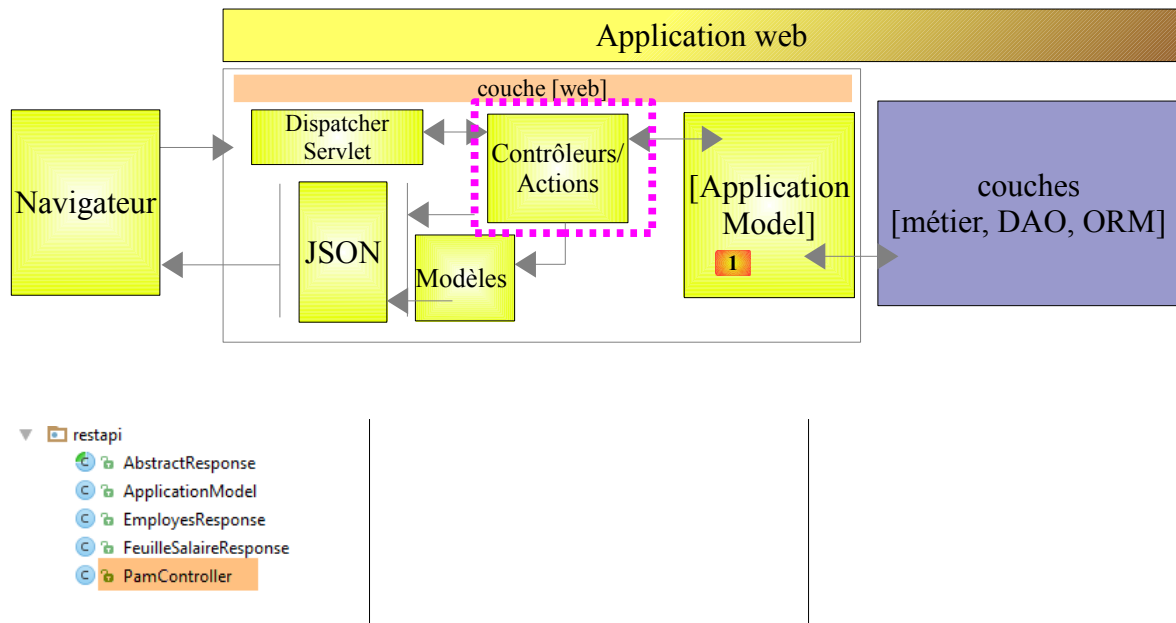 Application web
couche [web]
Dispatcher
Servlet
Contrôleurs/
Actions
Navigateur
[Application
Model]
1
couches
[métier, DAO, ORM]
JSON
Modèles
restapi
AbstractResponse
ApplicationModel
EmployesResponse
FeuilleSalaireResponse
PamController